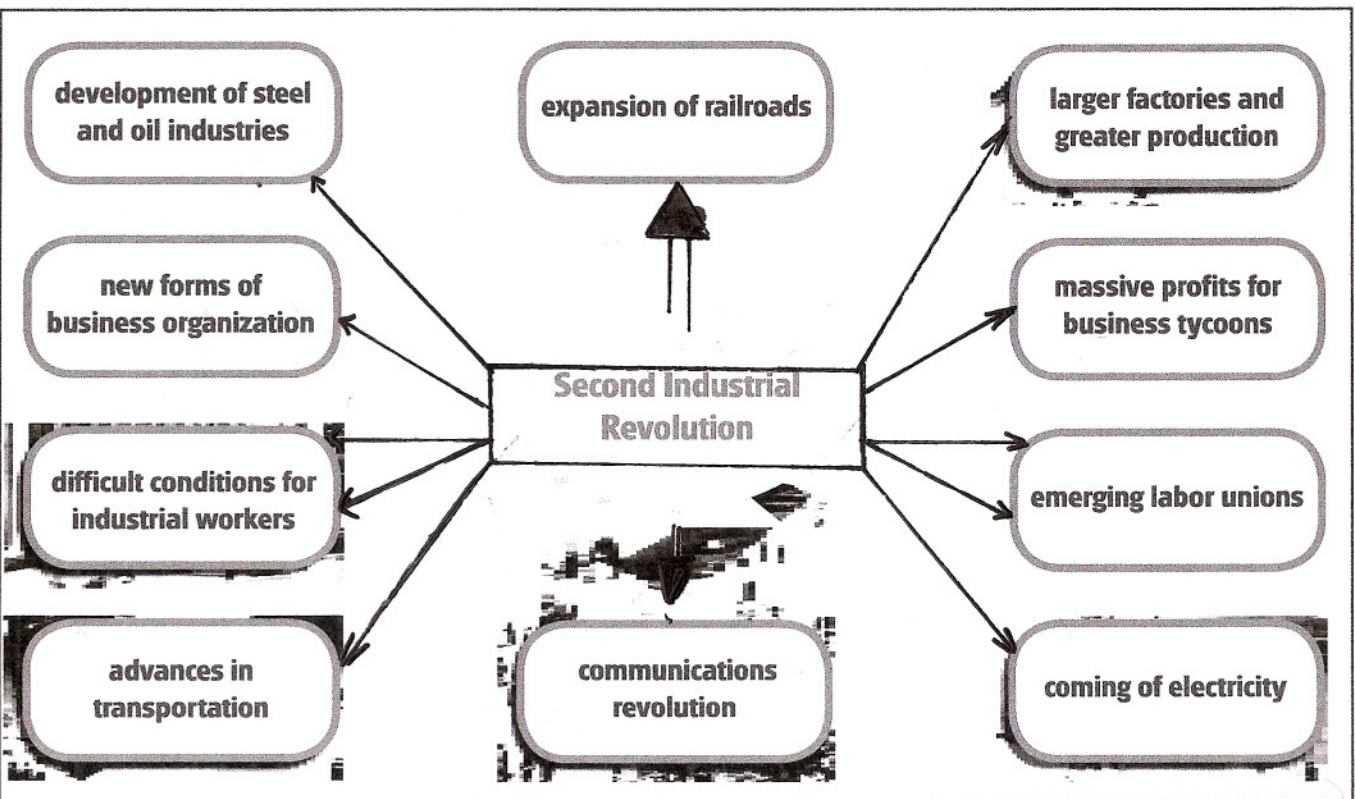 development of steel
and oil industries
expansion of railroads
larger factories and
greater production
new forms of
business organization
massive profits for
business tycoons
Second Industrial
Revolution
difficult conditions for
industrial workers
emerging labor unions
advances in
transportation
communications
revolution
coming of electricity